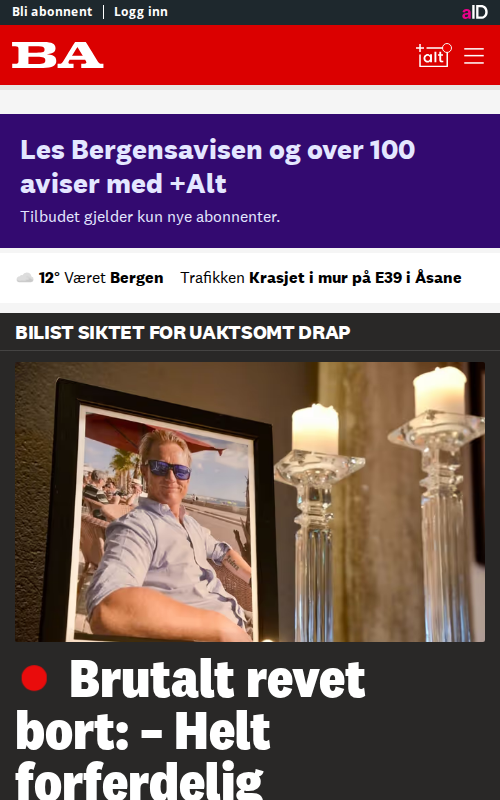 Bli abonnent | Logg inn
aID
BA
+alt
Les Bergensavisen og over 100
aviser med +Alt
Tilbudet gjelder kun nye abonnenter.
12° Været Bergen Trafikken Krasjet i mur på E39 i Åsane
BILIST SIKTET FOR UAKTSOMT DRAP
Brutalt revet
bort: – Helt
forferdelig